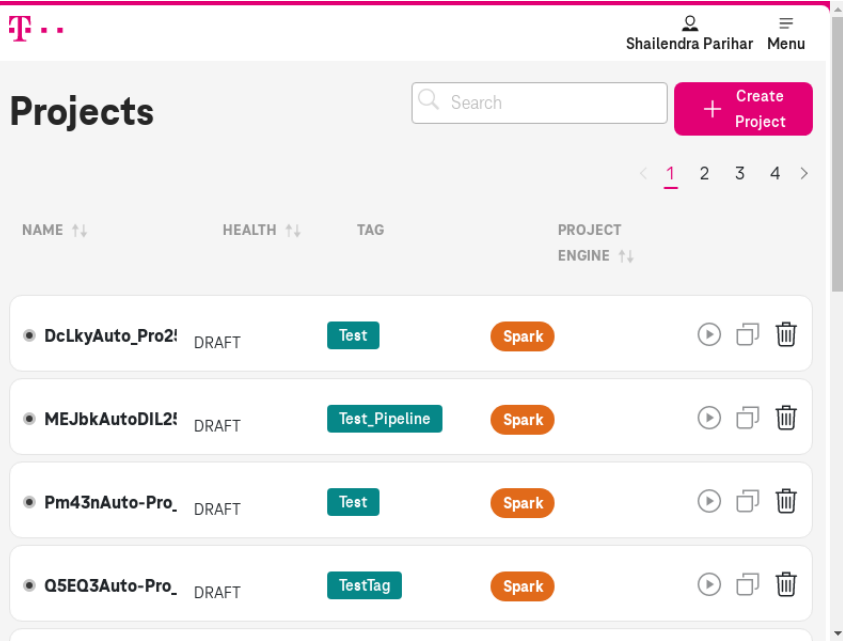 T
Shailendra Parihar Menu
Projects
Search
Create
Project
1 2 3 4
NAME HEALTH TAG PROJECT
ENGINE
DcLkyAuto_Pro2 DRAFT Test Spark
MEJbkAutoDIL2 DRAFT Test_Pipeline Spark
Pm43nAuto-Pro_ DRAFT Test Spark
Q5EQ3Auto-Pro_ DRAFT TestTag Spark